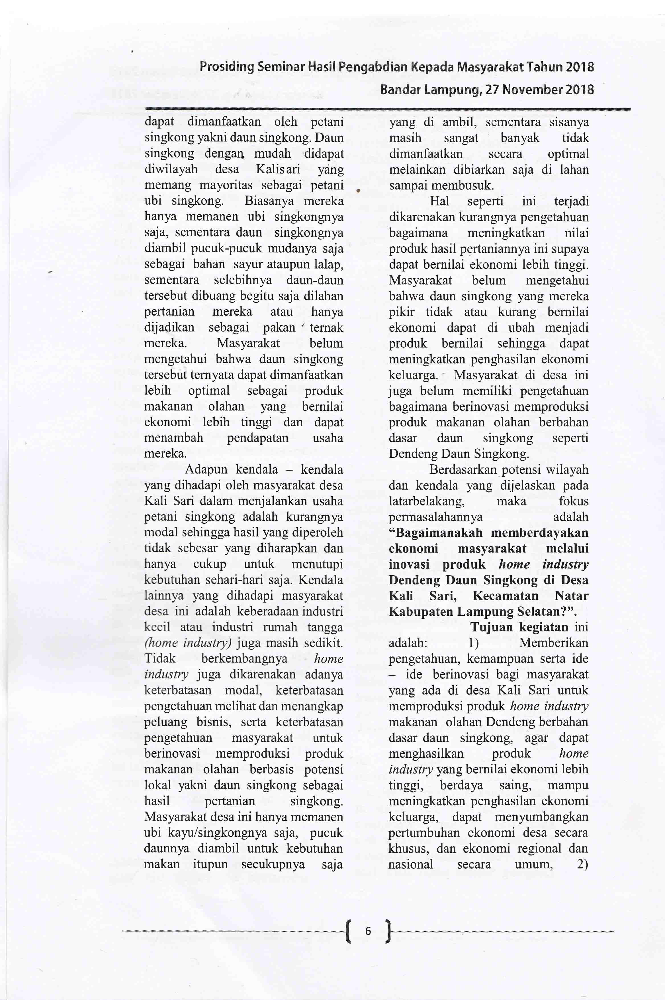 Prosiding Seminar Hasil Pengabdian Kepada Masyarakat Tahun 2018
Bandar Lampung, 27 November 2018
dapat dimanfaatkan oleh petani
singkong yakni daun singkong. Daun
singkong dengan mudah didapat
diwilayah desa Kalisari yang
memang mayoritas sebagai petani
ubi singkong. Biasanya mereka
hanya memanen ubi singkongnya
saja, sementara daun singkongnya
diambil pucuk-pucuk mudanya saja
sebagai bahan sayur ataupun lalap,
sementara selebihnya daun-daun
tersebut dibuang begitu saja dilahan
pertanian mereka atau hanya
dijadikan sebagai pakan ternak
mereka. Masyarakat belum
mengetahui bahwa daun singkong
tersebut ternyata dapat dimanfaatkan
lebih optimal sebagai produk
makanan olahan yang bernilai
ekonomi lebih tinggi dan dapat
menambah pendapatan usaha
mereka.
Adapun kendala – kendala
yang dihadapi oleh masyarakat desa
Kali Sari dalam menjalankan usaha
petani singkong adalah kurangnya
modal sehingga hasil yang diperoleh
tidak sebesar yang diharapkan dan
hanya cukup untuk menutupi
kebutuhan sehari-hari saja. Kendala
lainnya yang dihadapi masyarakat
desa ini adalah keberadaan industri
kecil atau industri rumah tangga
(home industry) juga masih sedikit.
Tidak berkembangnya home
industry juga dikarenakan adanya
keterbatasan modal, keterbatasan
pengetahuan melihat dan menangkap
peluang bisnis, serta keterbatasan
pengetahuan masyarakat untuk
berinovasi memproduksi produk
makanan olahan berbasis potensi
lokal yakni daun singkong sebagai
hasil pertanian singkong.
Masyarakat desa ini hanya memanen
ubi kayu/singkongnya saja, pucuk
daunnya diambil untuk kebutuhan
makan itupun secukupnya saja
yang di ambil, sementara sisanya
masih sangat banyak tidak
dimanfaatkan secara optimal
melainkan dibiarkan saja di lahan
sampai membusuk.
Hal seperti ini terjadi
dikarenakan kurangnya pengetahuan
bagaimana meningkatkan nilai
produk hasil pertaniannya ini supaya
dapat bernilai ekonomi lebih tinggi.
Masyarakat belum mengetahui
bahwa daun singkong yang mereka
pikir tidak atau kurang bernilai
ekonomi dapat di ubah menjadi
produk bernilai sehingga dapat
meningkatkan penghasilan ekonomi
keluarga. Masyarakat di desa ini
juga belum memiliki pengetahuan
bagaimana berinovasi memproduksi
produk makanan olahan berbahan
dasar daun singkong seperti
Dendeng Daun Singkong.
Berdasarkan potensi wilayah
dan kendala yang dijelaskan pada
latarbelakang, maka fokus
permasalahannya adalah
“Bagaimanakah memberdayakan
ekonomi masyarakat melalui
inovasi produk home industry
Dendeng Daun Singkong di Desa
Kali Sari, Kecamatan Natar
Kabupaten Lampung Selatan?”.
Tujuan kegiatan ini
adalah: 1) Memberikan
pengetahuan, kemampuan serta ide
– ide berinovasi bagi masyarakat
yang ada di desa Kali Sari untuk
memproduksi produk home industry
makanan olahan Dendeng berbahan
dasar daun singkong, agar dapat
menghasilkan produk home
industry yang bernilai ekonomi lebih
tinggi, berdaya saing, mampu
meningkatkan penghasilan ekonomi
keluarga, dapat menyumbangkan
pertumbuhan ekonomi desa secara
khusus, dan ekonomi regional dan
nasional secara umum, 2)
6